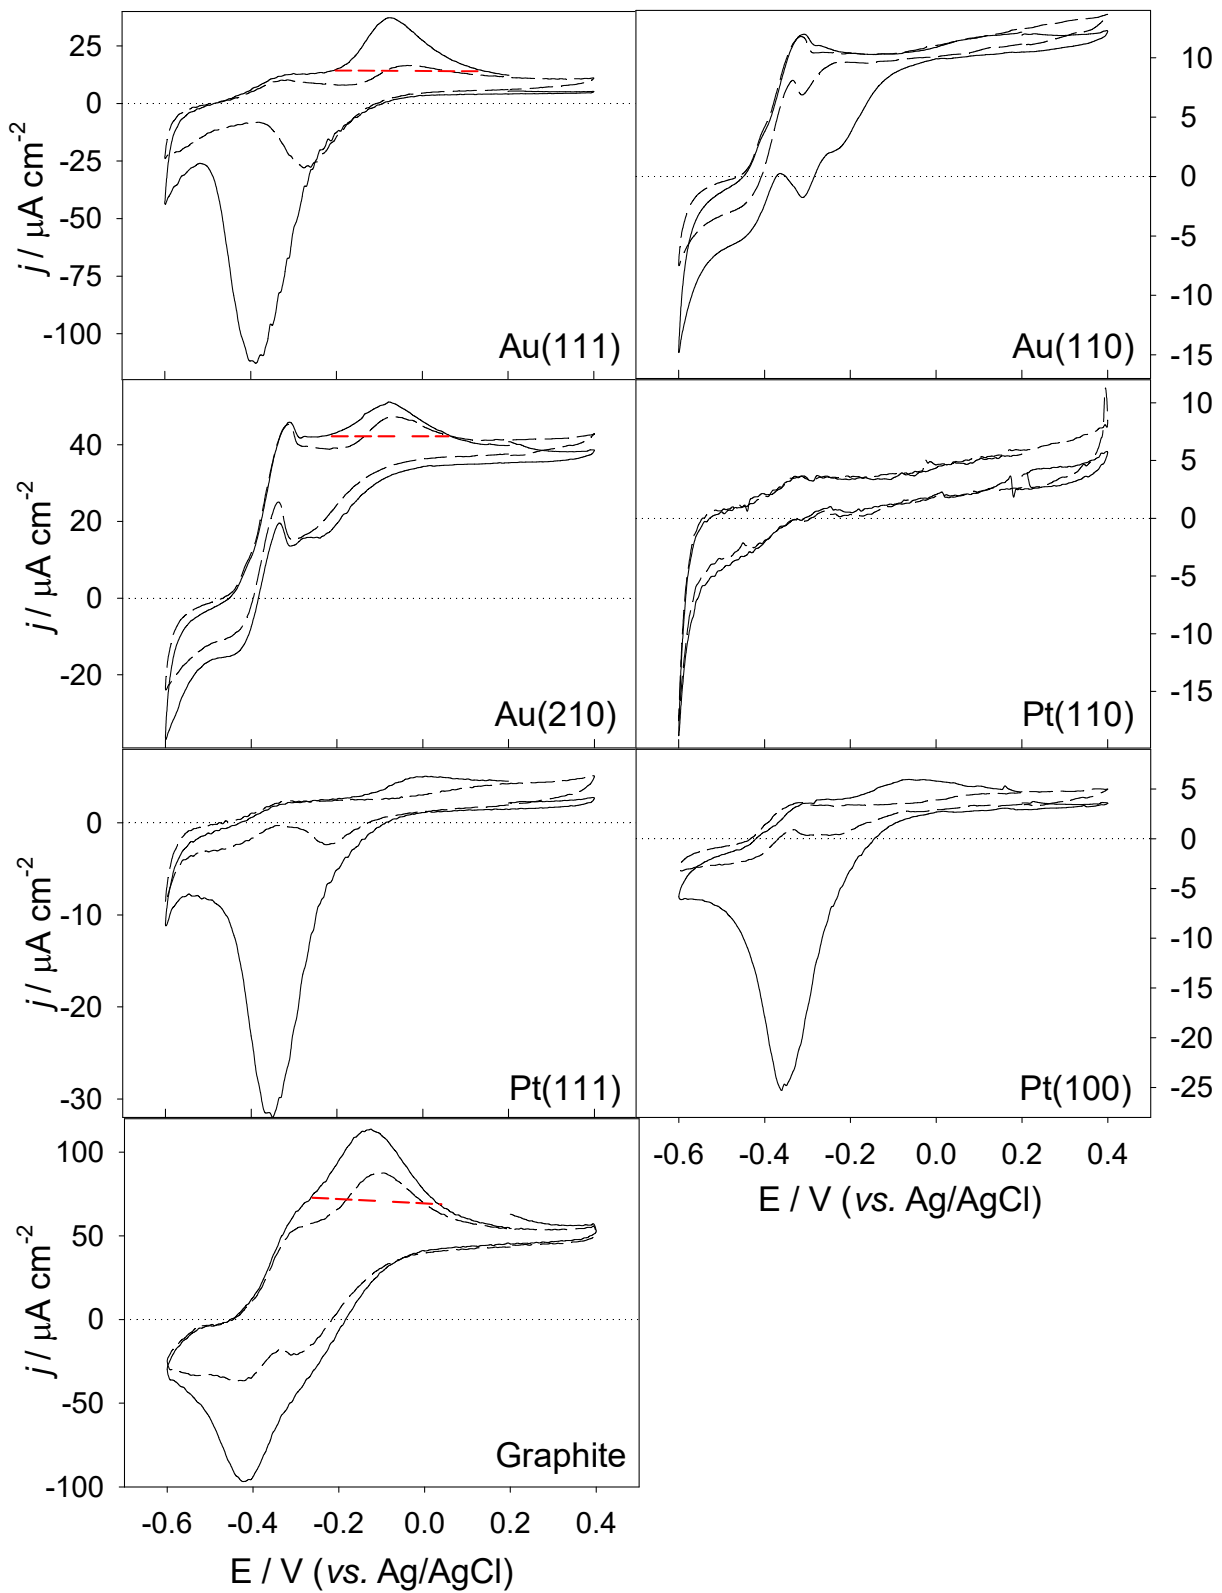 25
0
-25
-50
-75
-100
j / µA cm-2
Au(111)
10
5
0
-5
-10
-15
Au(110)
40
20
0
-20
j / µA cm-2
Au(210)
10
5
0
-5
-10
-15
Pt(110)
0
-10
-20
-30
j / µA cm-2
Pt(111)
5
0
-5
-10
-15
-20
-25
Pt(100)
-0.6 -0.4 -0.2 0.0 0.2 0.4
E / V (vs. Ag/AgCl)
100
50
0
-50
-100
j / µA cm-2
Graphite
-0.6 -0.4 -0.2 0.0 0.2 0.4
E / V (vs. Ag/AgCl)